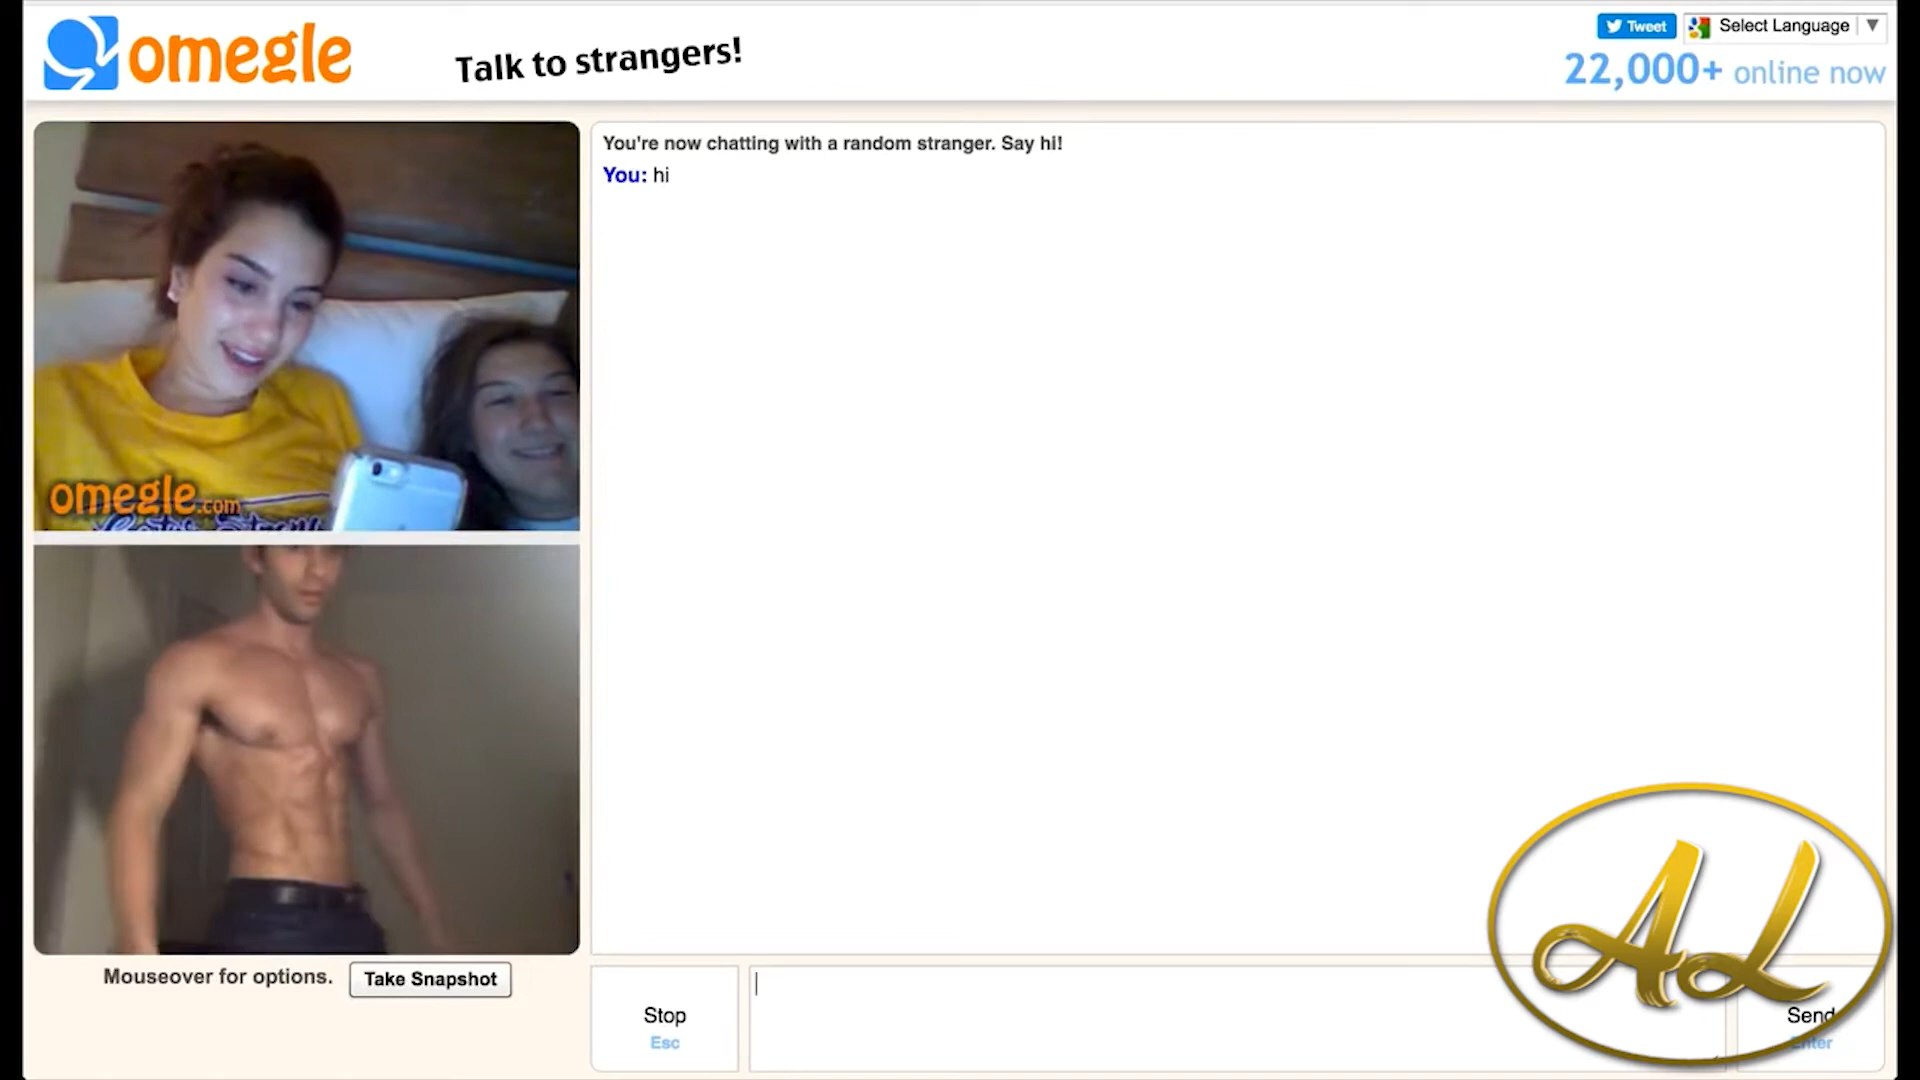 omegle
Talk to strangers!
Tweet
Select Language
22,000+ online now
You're now chatting with a random stranger. Say hi!
You: hi
omegle.com
Mouseover for options.
Take Snapshot
Stop
Esc
Send
Enter
AL